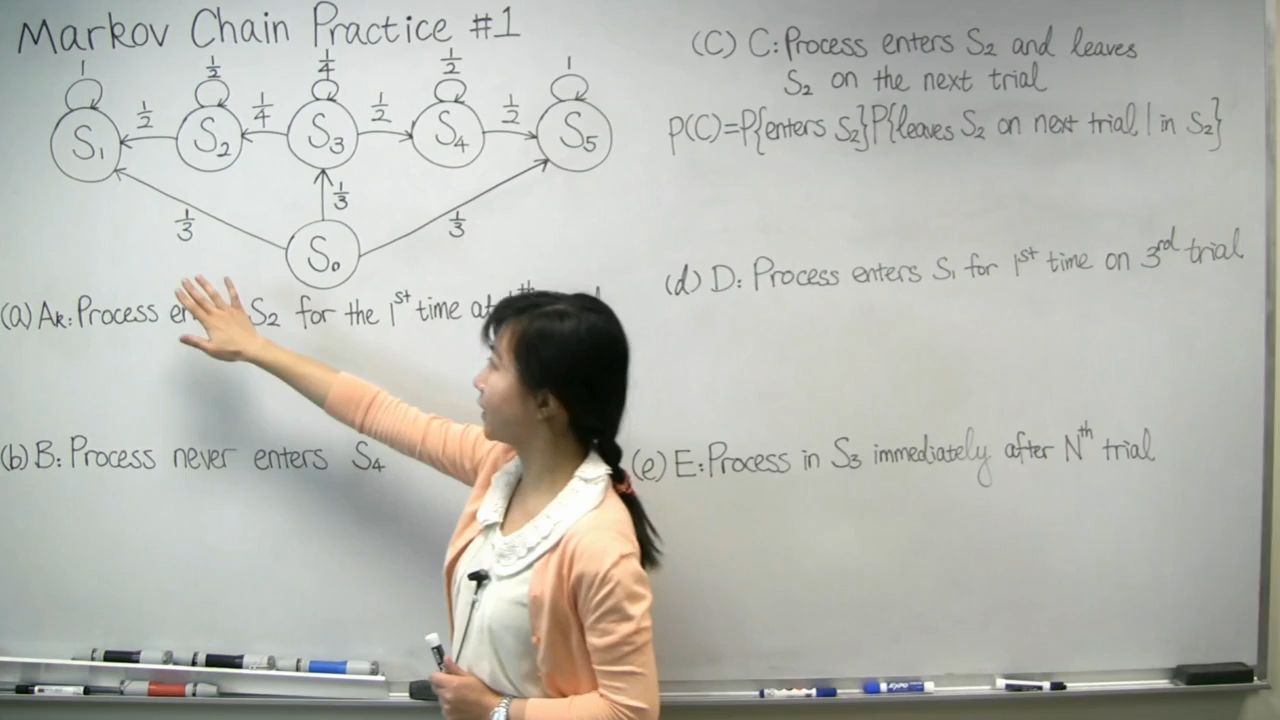 Markov Chain Practice #1
1 1/2 1/4 1/2 1
S₁ 1/2 S₂ 1/4 S₃ 1/2 S₄ 1/2 S₅
1/3 1/3 1/3
S₀
(a) Aₖ: Process S₂ for the 1ˢᵗ time at
(b) B: Process never enters S₄
(C) C: Process enters S₂ and leaves
S₂ on the next trial
P(C)=P{enters S₂}P{leaves S₂ on next trial | in S₂}
(d) D: Process enters S₁ for 1ˢᵗ time on 3ʳᵈ trial
(e) E: Process in S₃ immediately after Nᵗʰ trial
EXPO